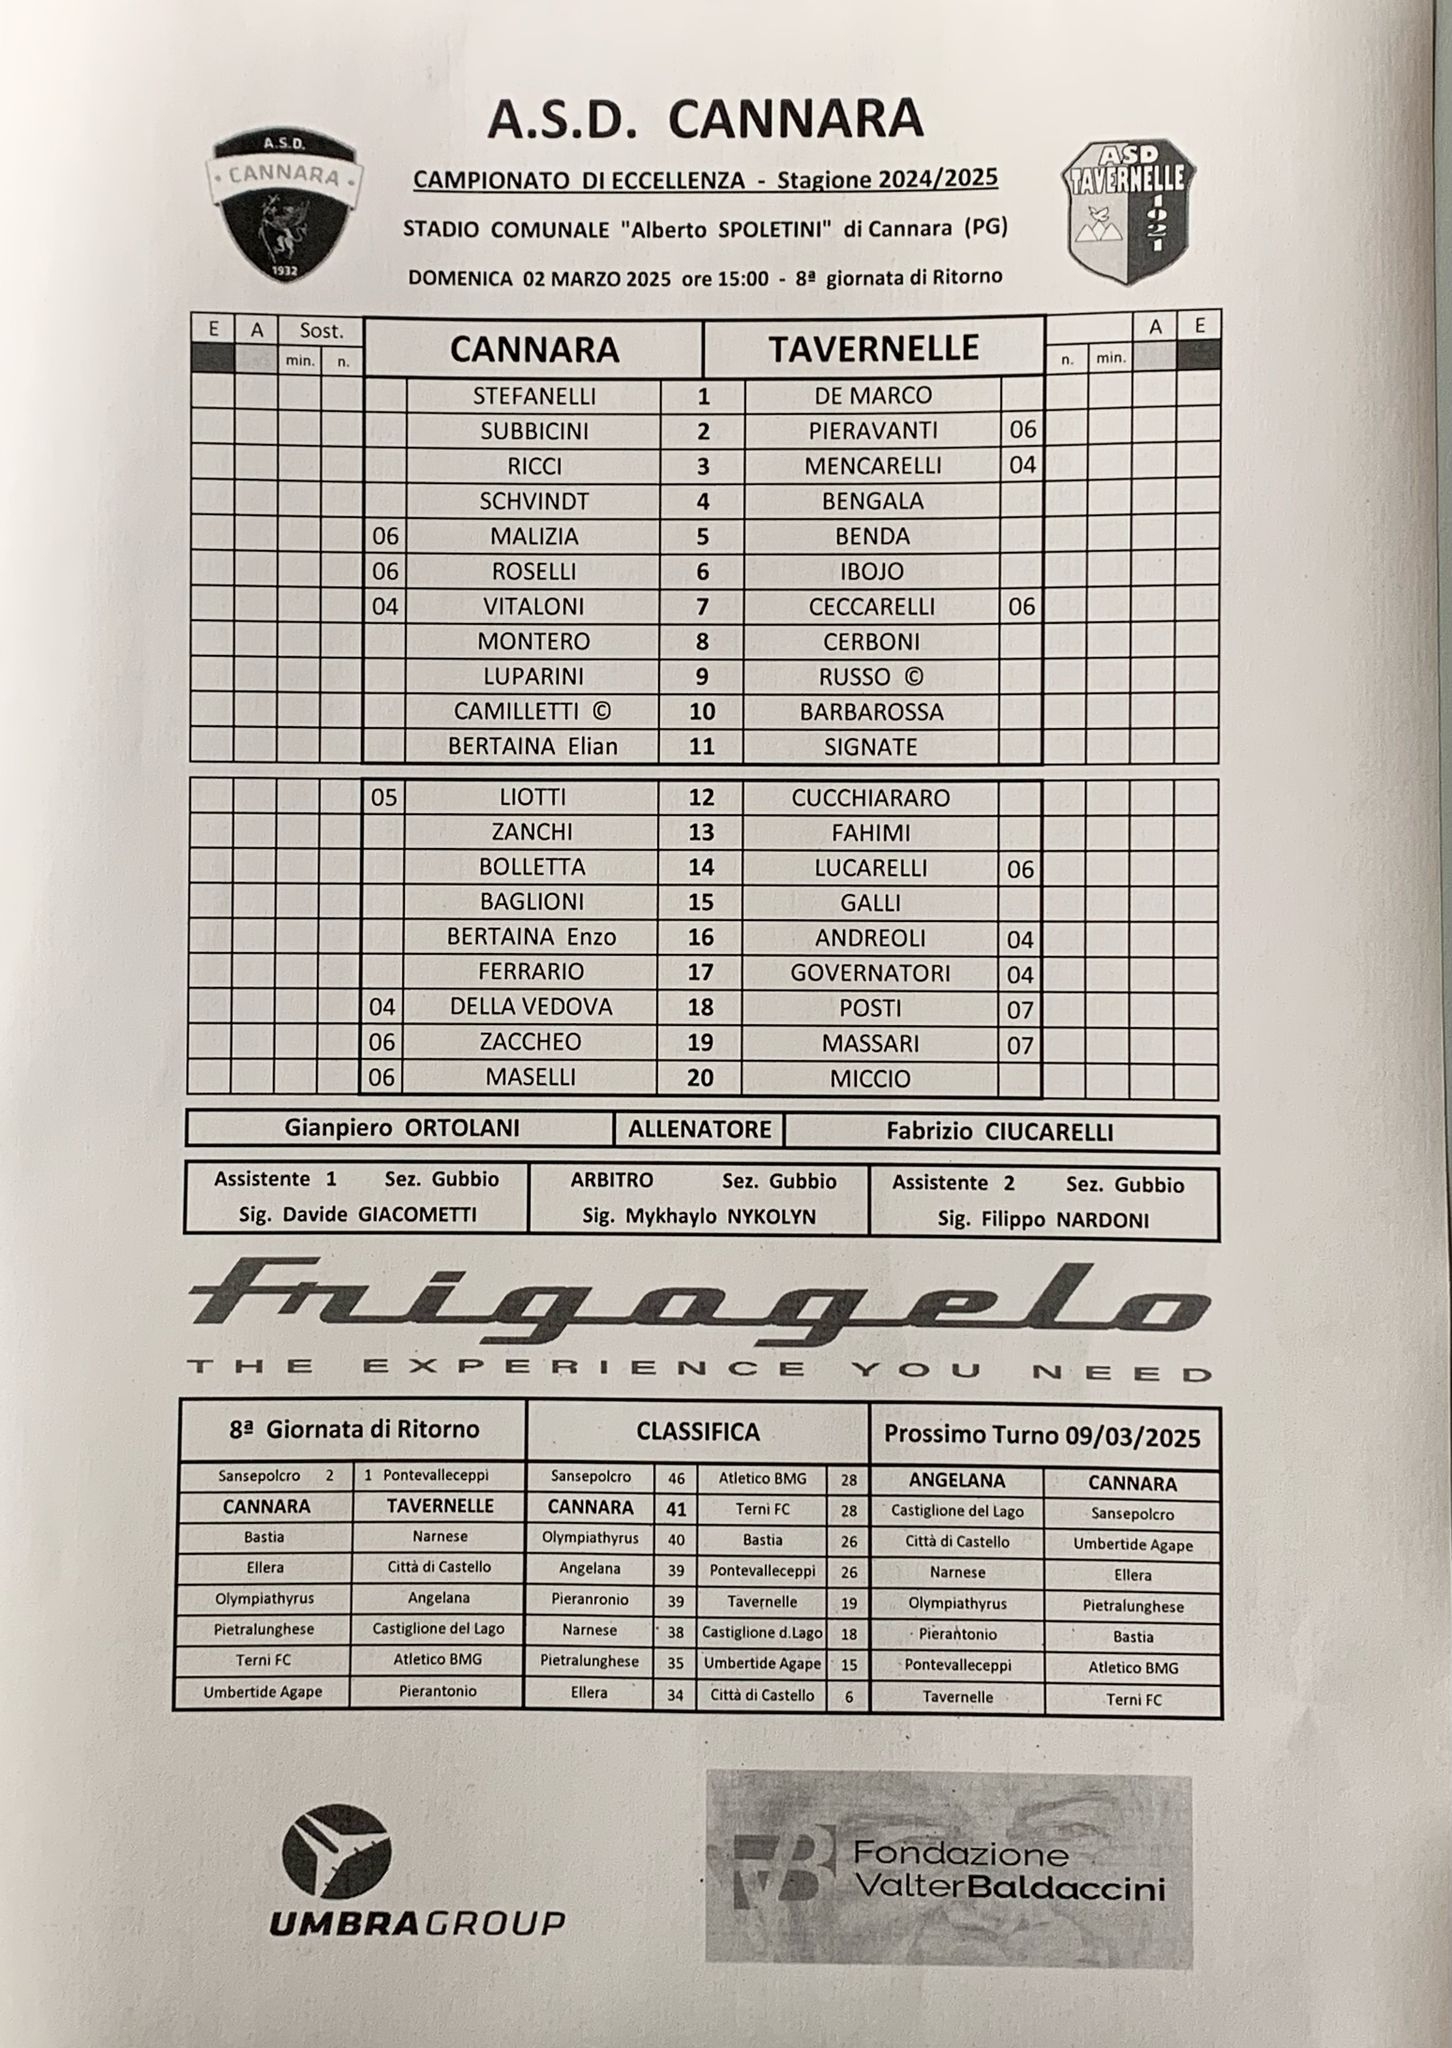 A.S.D. CANNARA
A.S.D.
CANNARA
1932
ASD
TAVERNELLE
1921
CAMPIONATO DI ECCELLENZA - Stagione 2024/2025
STADIO COMUNALE "Alberto SPOLETINI" di Cannara (PG)
DOMENICA 02 MARZO 2025 ore 15:00 - 8ª giornata di Ritorno
E A Sost. CANNARA TAVERNELLE A E
min. n. n. min.
STEFANELLI 1 DE MARCO
SUBBICINI 2 PIERAVANTI 06
RICCI 3 MENCARELLI 04
SCHVINDT 4 BENGALA
06 MALIZIA 5 BENDA
06 ROSELLI 6 IBOJO
04 VITALONI 7 CECCARELLI 06
MONTERO 8 CERBONI
LUPARINI 9 RUSSO ©
CAMILLETTI © 10 BARBAROSSA
BERTAINA Elian 11 SIGNATE
05 LIOTTI 12 CUCCHIARARO
ZANCHI 13 FAHIMI
BOLLETTA 14 LUCARELLI 06
BAGLIONI 15 GALLI
BERTAINA Enzo 16 ANDREOLI 04
FERRARIO 17 GOVERNATORI 04
04 DELLA VEDOVA 18 POSTI 07
06 ZACCHEO 19 MASSARI 07
06 MASELLI 20 MICCIO
Gianpiero ORTOLANI ALLENATORE Fabrizio CIUCARELLI
Assistente 1 Sez. Gubbio ARBITRO Sez. Gubbio Assistente 2 Sez. Gubbio
Sig. Davide GIACOMETTI Sig. Mykhaylo NYKOLYN Sig. Filippo NARDONI
Frigogelo
THE EXPERIENCE YOU NEED
8ª Giornata di Ritorno CLASSIFICA Prossimo Turno 09/03/2025
Sansepolcro 2 1 Pontevalleceppi Sansepolcro 46 Atletico BMG 28 ANGELANA CANNARA
CANNARA TAVERNELLE CANNARA 41 Terni FC 28 Castiglione del Lago Sansepolcro
Bastia Narnese Olympiathyrus 40 Bastia 26 Città di Castello Umbertide Agape
Ellera Città di Castello Angelana 39 Pontevalleceppi 26 Narnese Ellera
Olympiathyrus Angelana Pieranronio 39 Tavernelle 19 Olympiathyrus Pietralunghese
Pietralunghese Castiglione del Lago Narnese 38 Castiglione d.Lago 18 Pierantonio Bastia
Terni FC Atletico BMG Pietralunghese 35 Umbertide Agape 15 Pontevalleceppi Atletico BMG
Umbertide Agape Pierantonio Ellera 34 Città di Castello 6 Tavernelle Terni FC
UMBRAGROUP
VB Fondazione
ValterBaldaccini